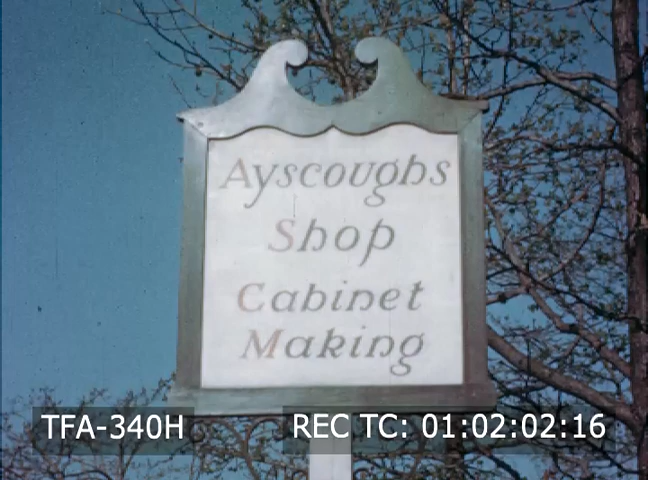 Ayscoughs
Shop
Cabinet
Making
TFA-340H REC TC: 01:02:02:16